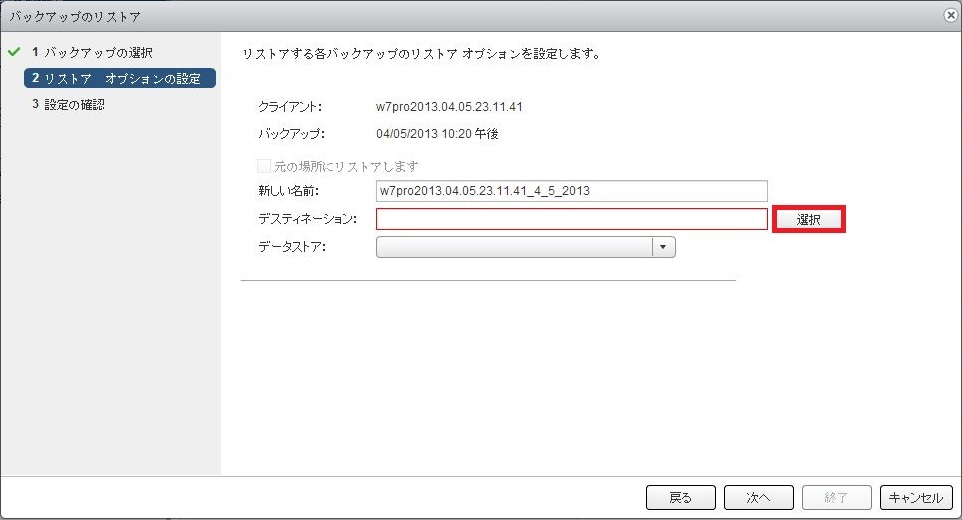 バックアップのリストア
1 バックアップの選択
2 リストア オプションの設定
3 設定の確認
リストアする各バックアップのリストア オプションを設定します。
クライアント: w7pro2013.04.05.23.11.41
バックアップ: 04/05/2013 10:20 午後
元の場所にリストアします
新しい名前: w7pro2013.04.05.23.11.41_4_5_2013
デスティネーション: 選択
データストア:
戻る 次へ 終了 キャンセル